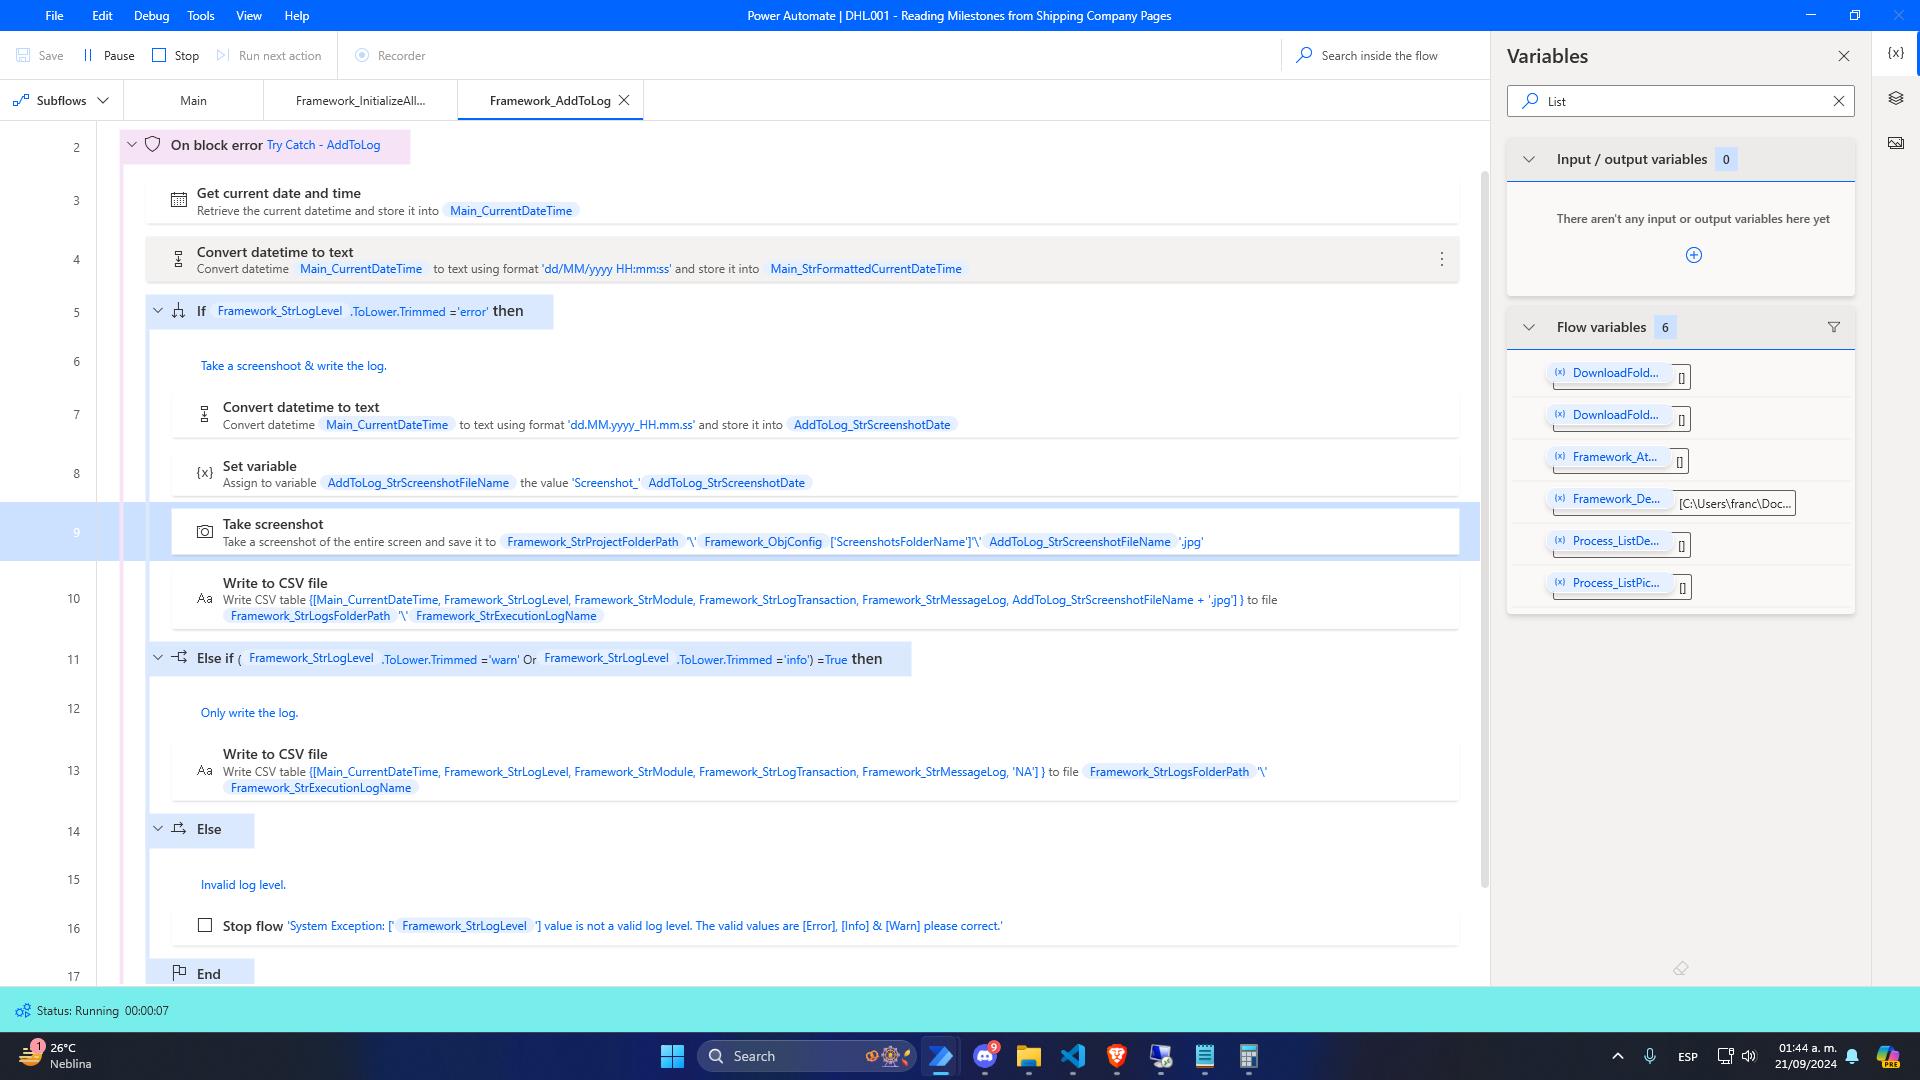 File Edit Debug Tools View Help
Power Automate | DHL.001 - Reading Milestones from Shipping Company Pages
Save Pause Stop Run next action Recorder
Search inside the flow
Subflows Main Framework_InitializeAll... Framework_AddToLog
2 On block error Try Catch - AddToLog
3 Get current date and time
Retrieve the current datetime and store it into Main_CurrentDateTime
4 Convert datetime to text
Convert datetime Main_CurrentDateTime to text using format 'dd/MM/yyyy HH:mm:ss' and store it into Main_StrFormattedCurrentDateTime
5 If Framework_StrLogLevel .ToLower.Trimmed ='error' then
6 Take a screenshoot & write the log.
7 Convert datetime to text
Convert datetime Main_CurrentDateTime to text using format 'dd.MM.yyyy_HH.mm.ss' and store it into AddToLog_StrScreenshotDate
8 {x} Set variable
Assign to variable AddToLog_StrScreenshotFileName the value 'Screenshot_' AddToLog_StrScreenshotDate
9 Take screenshot
Take a screenshot of the entire screen and save it to Framework_StrProjectFolderPath '\' Framework_ObjConfig ['ScreenshotsFolderName']'\' AddToLog_StrScreenshotFileName '.jpg'
10 Aa Write to CSV file
Write CSV table {[Main_CurrentDateTime, Framework_StrLogLevel, Framework_StrModule, Framework_StrLogTransaction, Framework_StrMessageLog, AddToLog_StrScreenshotFileName + '.jpg'] } to file
Framework_StrLogsFolderPath '\' Framework_StrExecutionLogName
11 Else if ( Framework_StrLogLevel .ToLower.Trimmed ='warn' Or Framework_StrLogLevel .ToLower.Trimmed ='info') =True then
12 Only write the log.
13 Aa Write to CSV file
Write CSV table {[Main_CurrentDateTime, Framework_StrLogLevel, Framework_StrModule, Framework_StrLogTransaction, Framework_StrMessageLog, 'NA'] } to file Framework_StrLogsFolderPath '\'
Framework_StrExecutionLogName
14 Else
15 Invalid log level.
16 Stop flow 'System Exception: [' Framework_StrLogLevel '] value is not a valid log level. The valid values are [Error], [Info] & [Warn] please correct.'
17 End
Variables
{x}
List
Input / output variables 0
There aren't any input or output variables here yet
Flow variables 6
(x) DownloadFold... []
(x) DownloadFold... []
(x) Framework_At... []
(x) Framework_De... [C:\Users\franc\Doc...
(x) Process_ListDe... []
(x) Process_ListPic... []
Status: Running 00:00:07
1 26°C
Neblina
Search
9
ESP
01:44 a. m.
21/09/2024
PRE